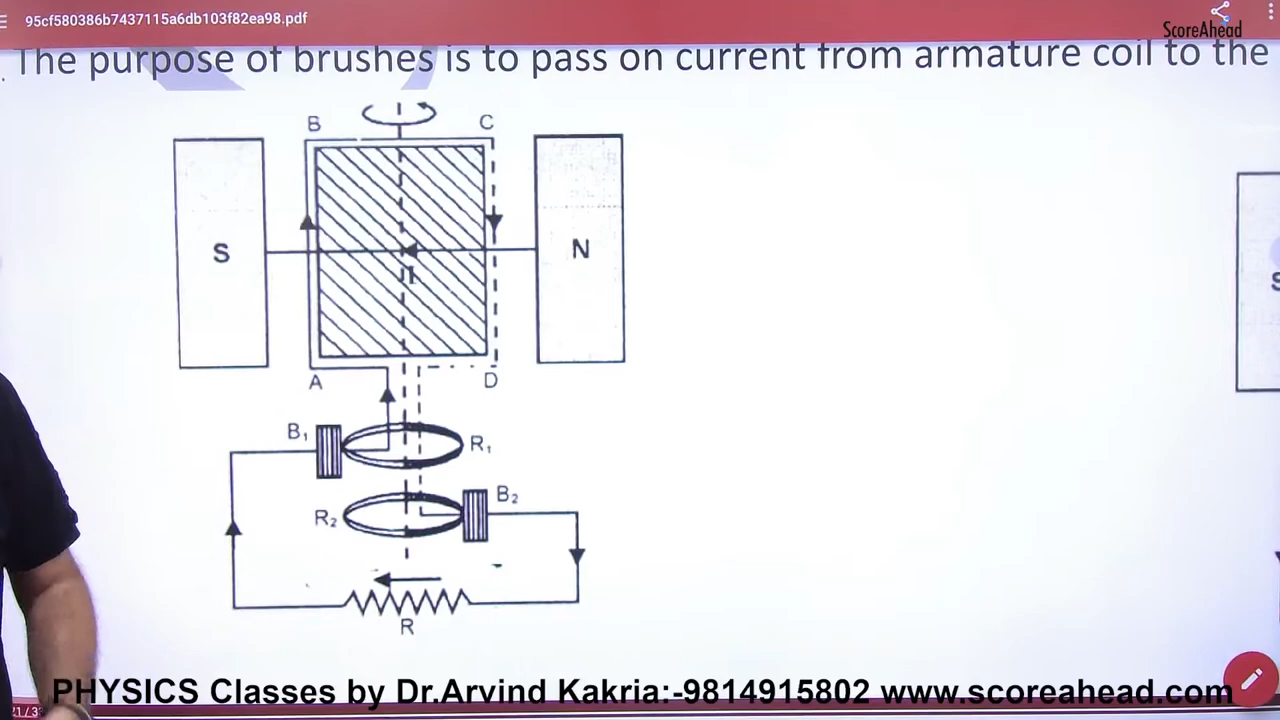 95cf580386b7437115a6db103f82ea98.pdf
ScoreAhead
The purpose of brushes is to pass on current from armature coil to the
B C
S N
A D
B₁ R₁
B₂
R₂
R
PHYSICS Classes by Dr.Arvind Kakria:-9814915802 www.scoreahead.com